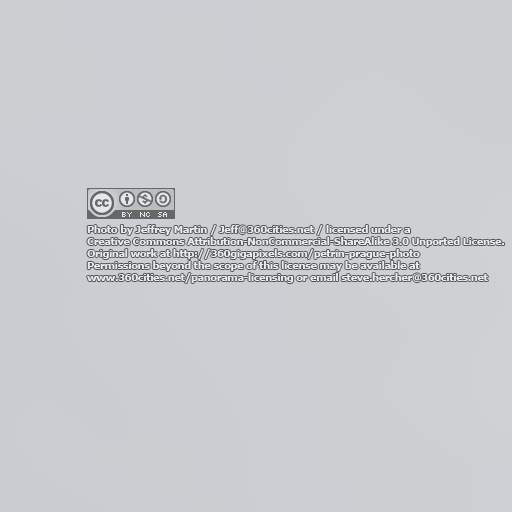 cc
BY NC SA
Photo by Jeffrey Martin / Jeff@360cities.net / licensed under a
Creative Commons Attribution-NonCommercial-ShareAlike 3.0 Unported License.
Original work at http://360gigapixels.com/petrin-prague-photo
Permissions beyond the scope of this license may be available at
www.360cities.net/panorama-licensing or email steve.hercher@360cities.net